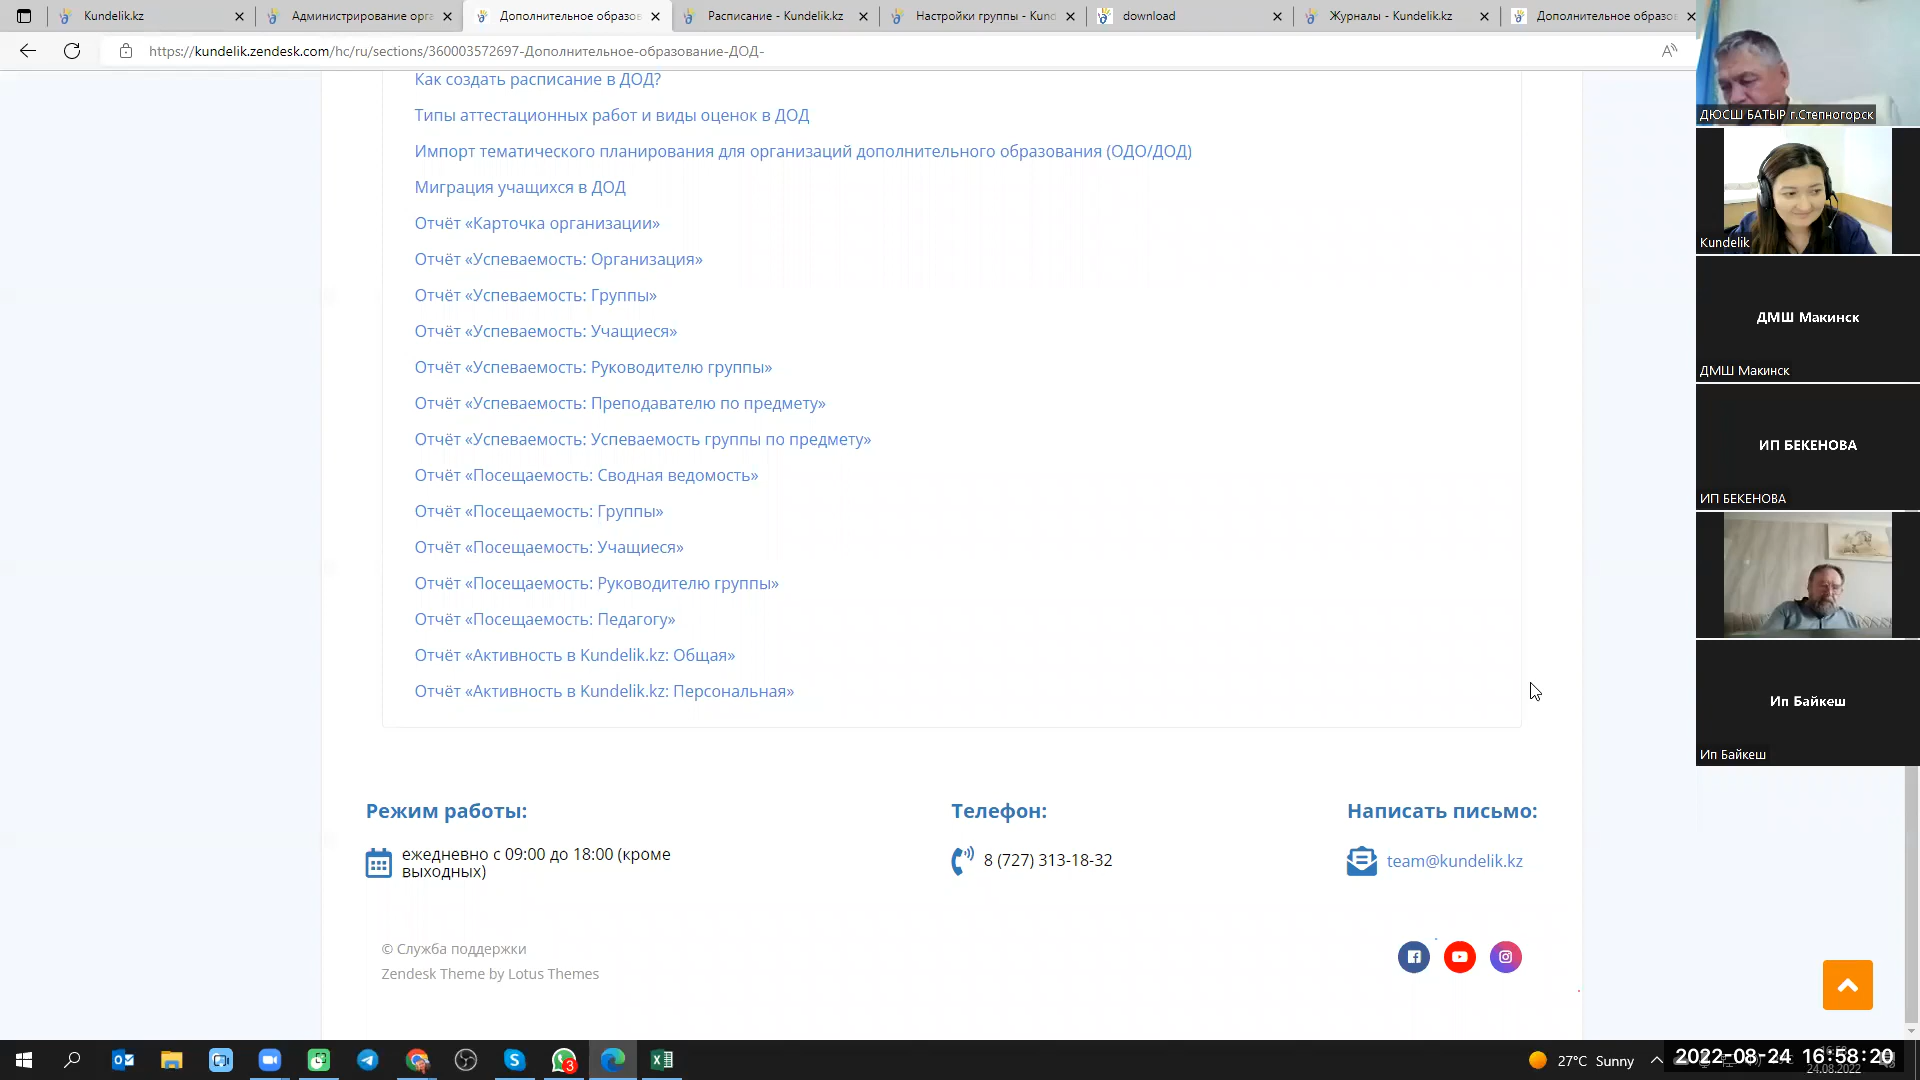 Kundelik.kz
Администрирование орга
Дополнительное образов
Расписание - Kundelik.kz
Настройки группы - Kund
download
Журналы - Kundelik.kz
Дополнительное образов
https://kundelik.zendesk.com/hc/ru/sections/360003572697-Дополнительное-образование-ДОД-
Как создать расписание в ДОД?
Типы аттестационных работ и виды оценок в ДОД
Импорт тематического планирования для организаций дополнительного образования (ОДО/ДОД)
Миграция учащихся в ДОД
Отчёт «Карточка организации»
Отчёт «Успеваемость: Организация»
Отчёт «Успеваемость: Группы»
Отчёт «Успеваемость: Учащиеся»
Отчёт «Успеваемость: Руководителю группы»
Отчёт «Успеваемость: Преподавателю по предмету»
Отчёт «Успеваемость: Успеваемость группы по предмету»
Отчёт «Посещаемость: Сводная ведомость»
Отчёт «Посещаемость: Группы»
Отчёт «Посещаемость: Учащиеся»
Отчёт «Посещаемость: Руководителю группы»
Отчёт «Посещаемость: Педагогу»
Отчёт «Активность в Kundelik.kz: Общая»
Отчёт «Активность в Kundelik.kz: Персональная»
Режим работы:
ежедневно с 09:00 до 18:00 (кроме
выходных)
Телефон:
8 (727) 313-18-32
Написать письмо:
team@kundelik.kz
© Служба поддержки
Zendesk Theme by Lotus Themes
ДЮСШ БАТЫР г.Степногорск
Kundelik
ДМШ Макинск
ДМШ Макинск
ИП БЕКЕНОВА
ИП БЕКЕНОВА
Ип Байкеш
Ип Байкеш
3
27°C Sunny
2022-08-24 16:58:20
24.08.2022